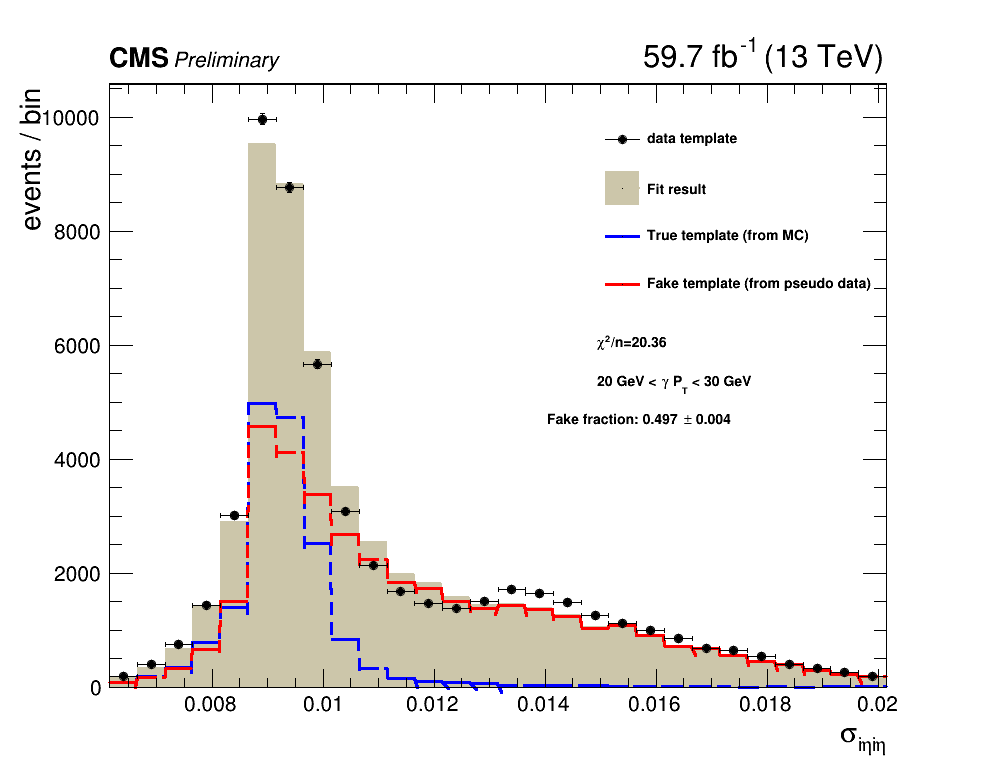 CMS Preliminary 59.7 fb⁻¹ (13 TeV)
events / bin
10000
8000
6000
4000
2000
0
data template
Fit result
True template (from MC)
Fake template (from pseudo data)
χ²/n=20.36
20 GeV < γ P_T < 30 GeV
Fake fraction: 0.497 ± 0.004
0.008 0.01 0.012 0.014 0.016 0.018 0.02
σ_iηiη